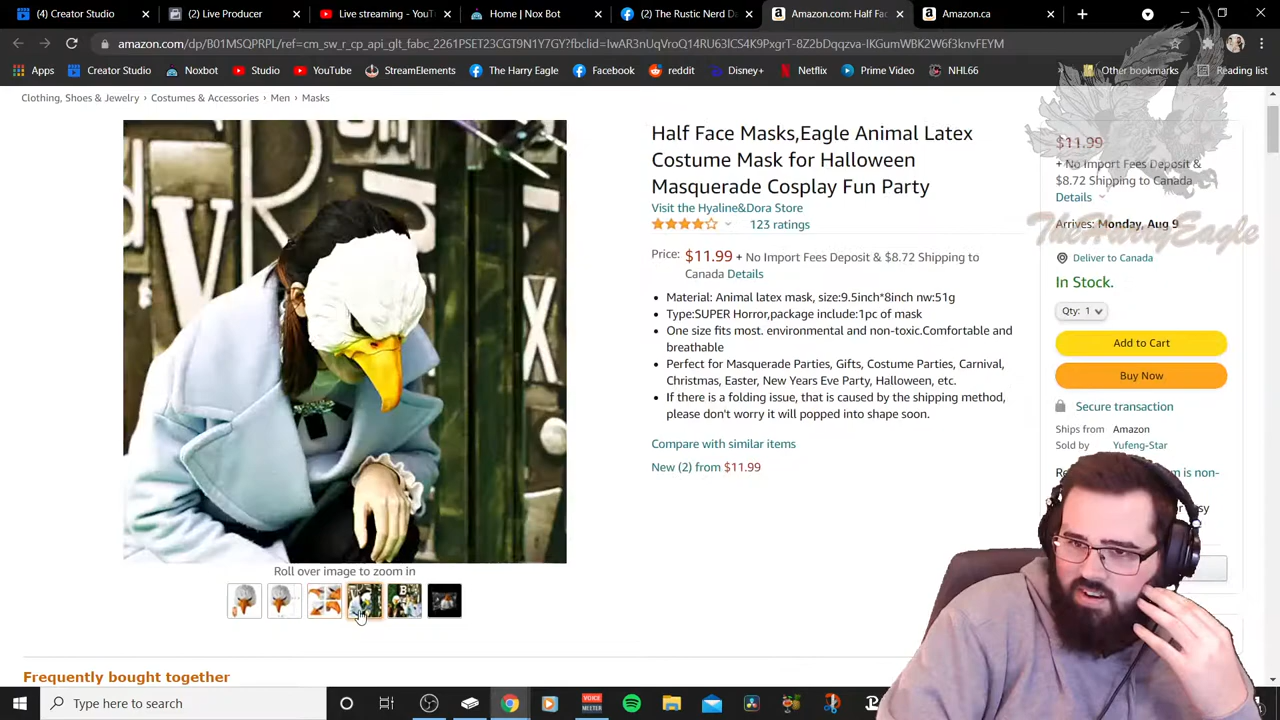 (4) Creator Studio
(2) Live Producer
Live streaming - YouT
Home | Nox Bot
(2) The Rustic Nerd Da
Amazon.com: Half Fac
Amazon.ca
amazon.com/dp/B01MSQPRPL/ref=cm_sw_r_cp_api_glt_fabc_2261PSET23CGT9N1Y7GY?fbclid=
Apps
Creator Studio
Noxbot
Studio
YouTube
StreamElements
The Harry Eagle
Facebook
reddit
Disney+
Netflix
Prime Video
NHL66
Other bookmarks
Reading list
Clothing, Shoes & Jewelry › Costumes & Accessories › Men › Masks
Half Face Masks,Eagle Animal Latex
Costume Mask for Halloween
Masquerade Cosplay Fun Party
Visit the Hyaline&Dora Store
123 ratings
Price: $11.99 + No Import Fees Deposit & $8.72 Shipping to
Canada Details
• Material: Animal latex mask, size:9.5inch*8inch nw:51g
• Type:SUPER Horror,package include:1pc of mask
• One size fits most. environmental and non-toxic.Comfortable and
breathable
• Perfect for Masquerade Parties, Gifts, Costume Parties, Carnival,
Christmas, Easter, New Years Eve Party, Halloween, etc.
• If there is a folding issue, that is caused by the shipping method,
please don't worry it will popped into shape soon.
Compare with similar items
New (2) from $11.99
$11.99
+ No Import Fees Deposit &
$8.72 Shipping to Canada
Details
TheHarryEagle
Arrives: Monday, Aug 9
Deliver to Canada
In Stock.
Qty: 1
Add to Cart
Buy Now
Secure transaction
Ships from Amazon
Sold by Yufeng-Star
m is non-
Roll over image to zoom in
Frequently bought together
Type here to search
VOICE
MEETER